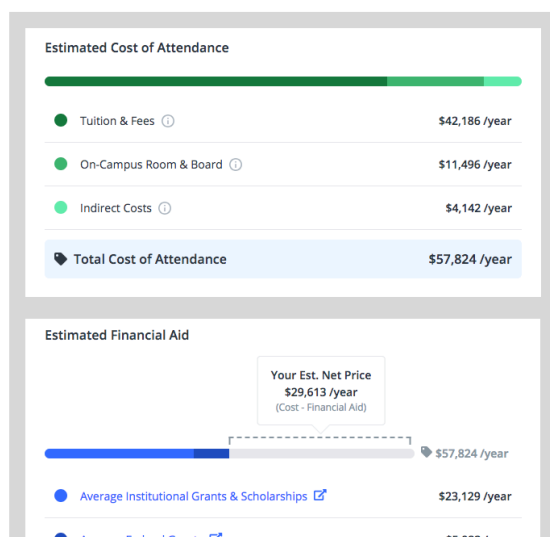 Estimated Cost of Attendance
Tuition & Fees
$42,186 /year
On-Campus Room & Board
$11,496 /year
Indirect Costs
$4,142 /year
Total Cost of Attendance
$57,824 /year
Estimated Financial Aid
Your Est. Net Price
$29,613 /year
(Cost - Financial Aid)
$57,824 /year
Average Institutional Grants & Scholarships
$23,129 /year